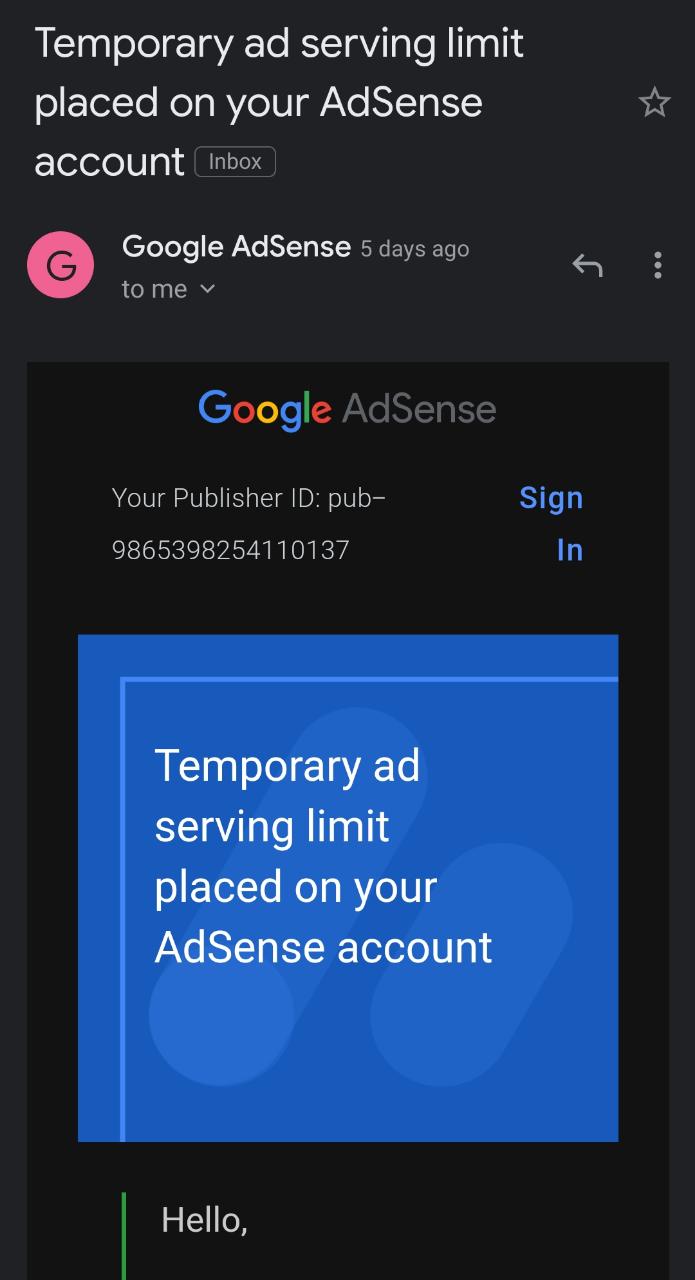 Temporary ad serving limit
placed on your AdSense
account Inbox
G
Google AdSense 5 days ago
to me
Google AdSense
Your Publisher ID: pub-
9865398254110137
Sign
In
Temporary ad
serving limit
placed on your
AdSense account
Hello,